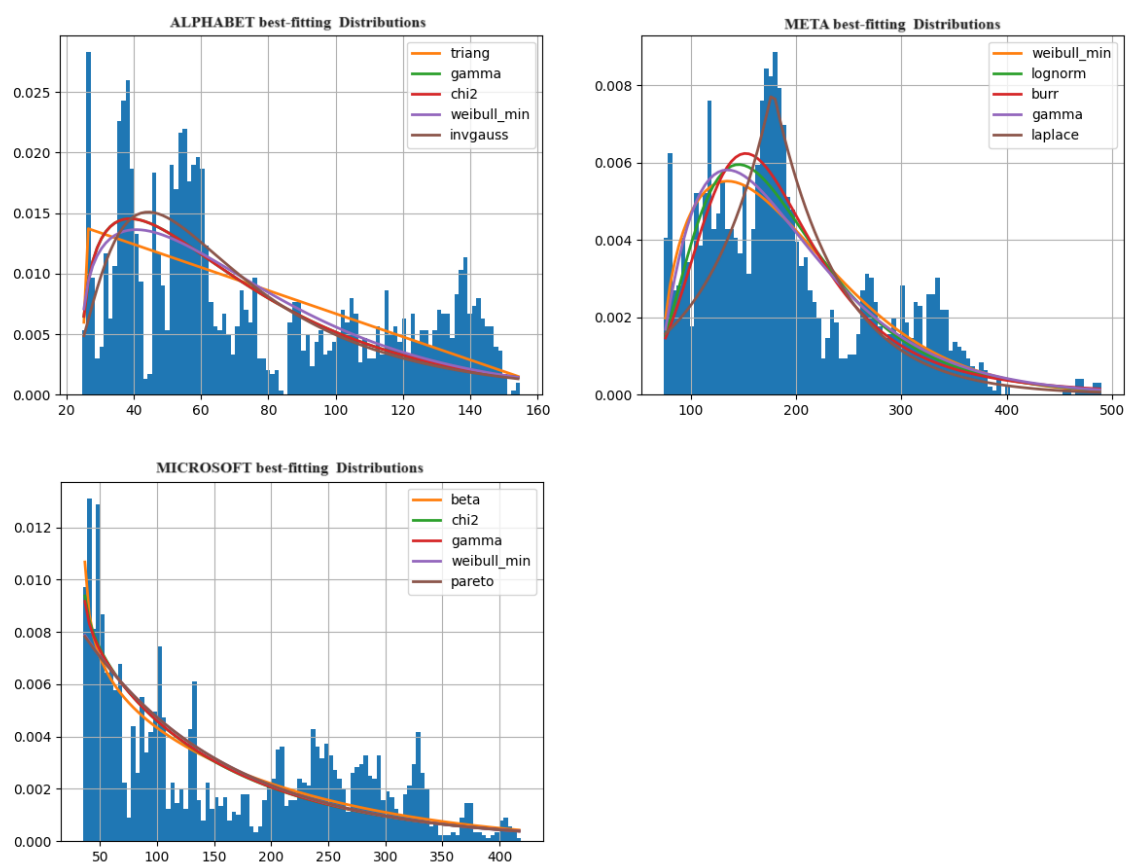 ALPHABET best-fitting Distributions
triang
gamma
chi2
weibull_min
invgauss
0.025
0.020
0.015
0.010
0.005
0.000
20 40 60 80 100 120 140 160
META best-fitting Distributions
weibull_min
lognorm
burr
gamma
laplace
0.008
0.006
0.004
0.002
0.000
100 200 300 400 500
MICROSOFT best-fitting Distributions
beta
chi2
gamma
weibull_min
pareto
0.012
0.010
0.008
0.006
0.004
0.002
0.000
50 100 150 200 250 300 350 400